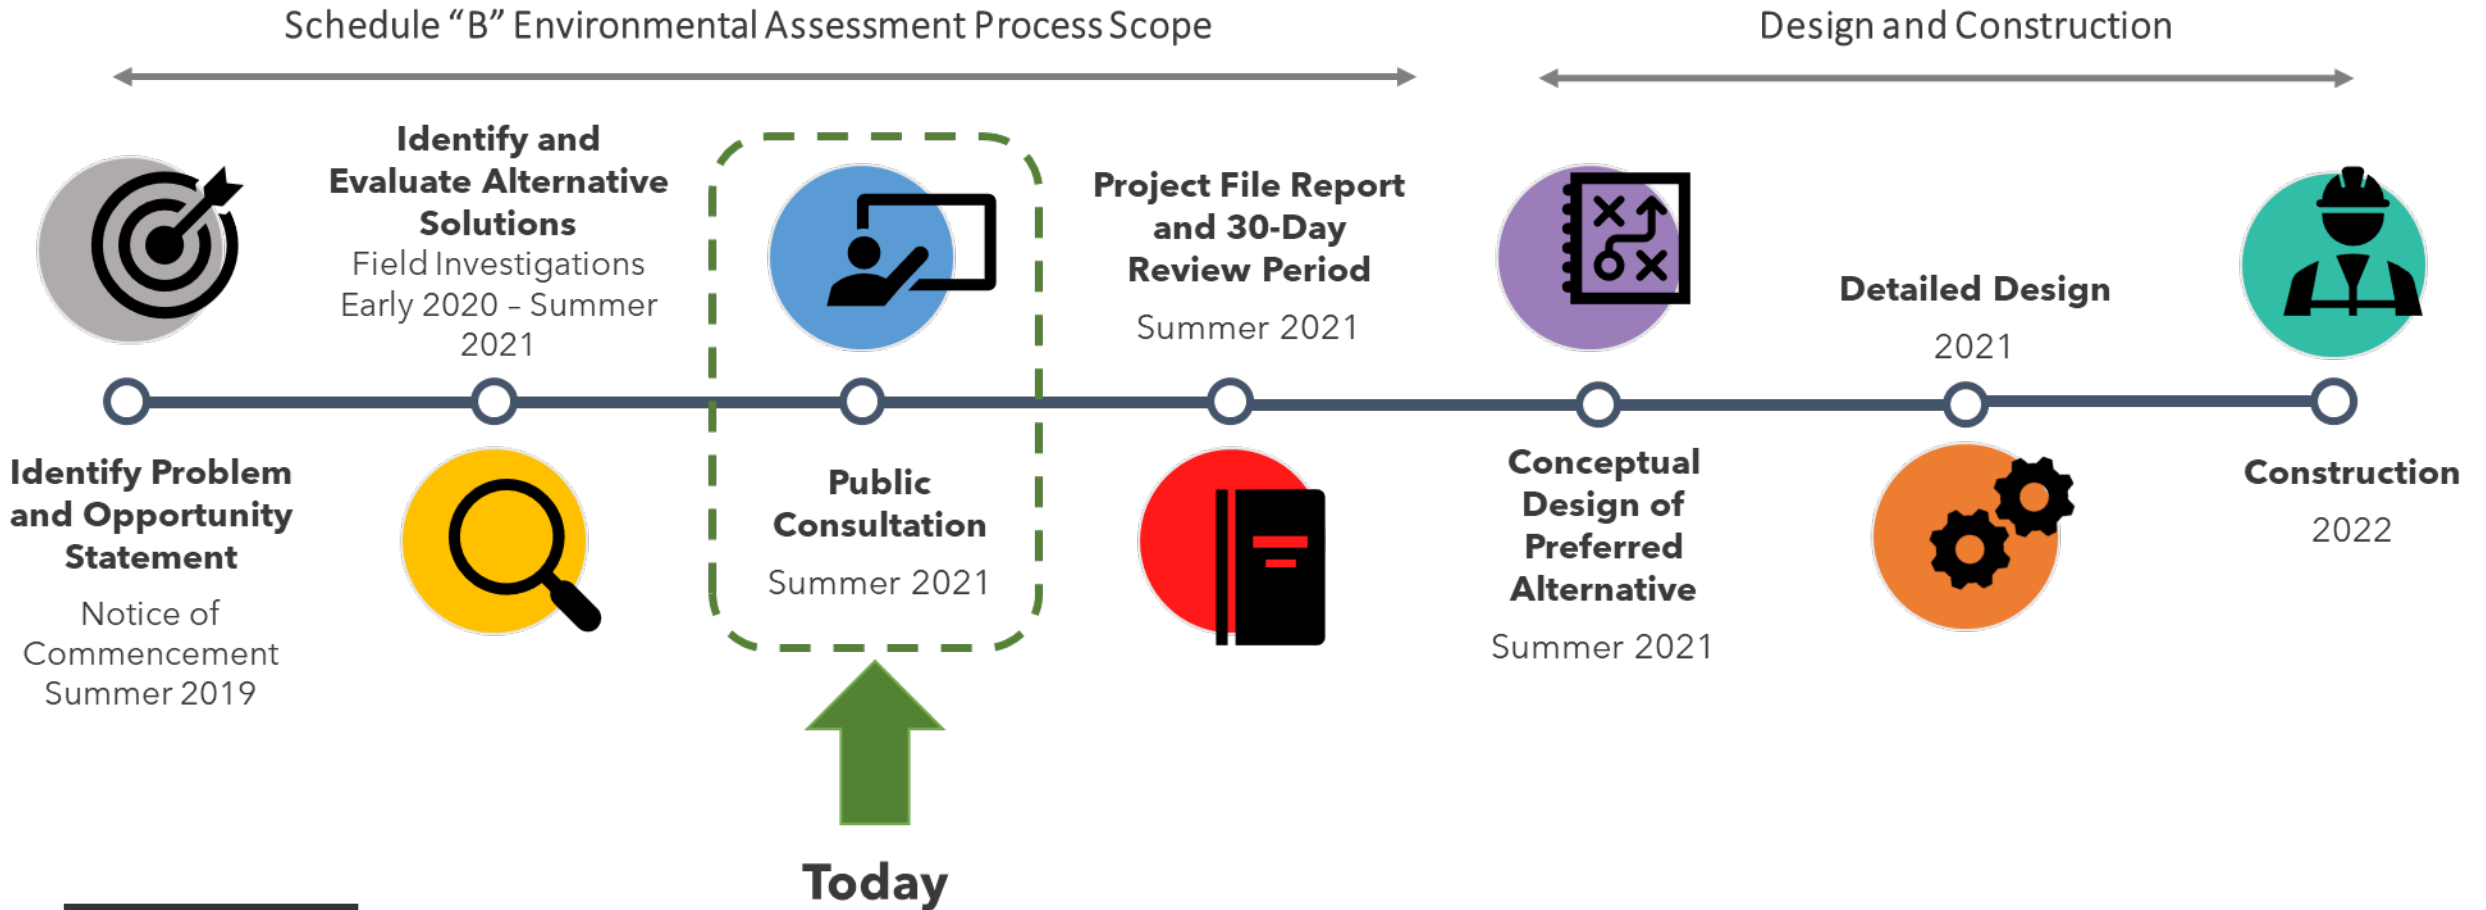 Schedule “B” Environmental Assessment Process Scope
Design and Construction
Identify Problem
and Opportunity
Statement
Notice of
Commencement
Summer 2019
Identify and
Evaluate Alternative
Solutions
Field Investigations
Early 2020 – Summer
2021
Public
Consultation
Summer 2021
Today
Project File Report
and 30-Day
Review Period
Summer 2021
Conceptual
Design of
Preferred
Alternative
Summer 2021
Detailed Design
2021
Construction
2022